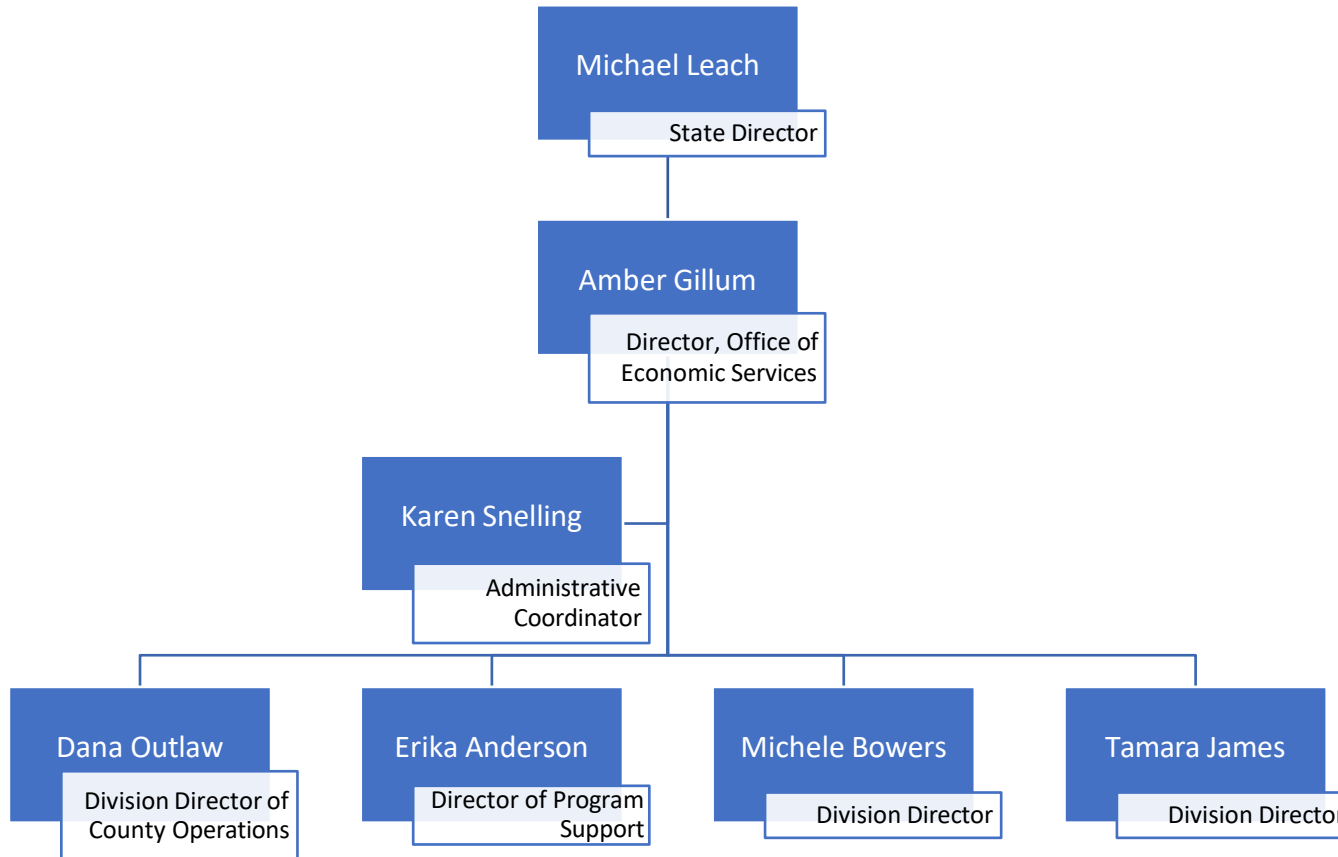 Michael Leach
State Director
Amber Gillum
Director, Office of
Economic Services
Karen Snelling
Administrative
Coordinator
Dana Outlaw
Division Director of
County Operations
Erika Anderson
Director of Program
Support
Michele Bowers
Division Director
Tamara James
Division Director